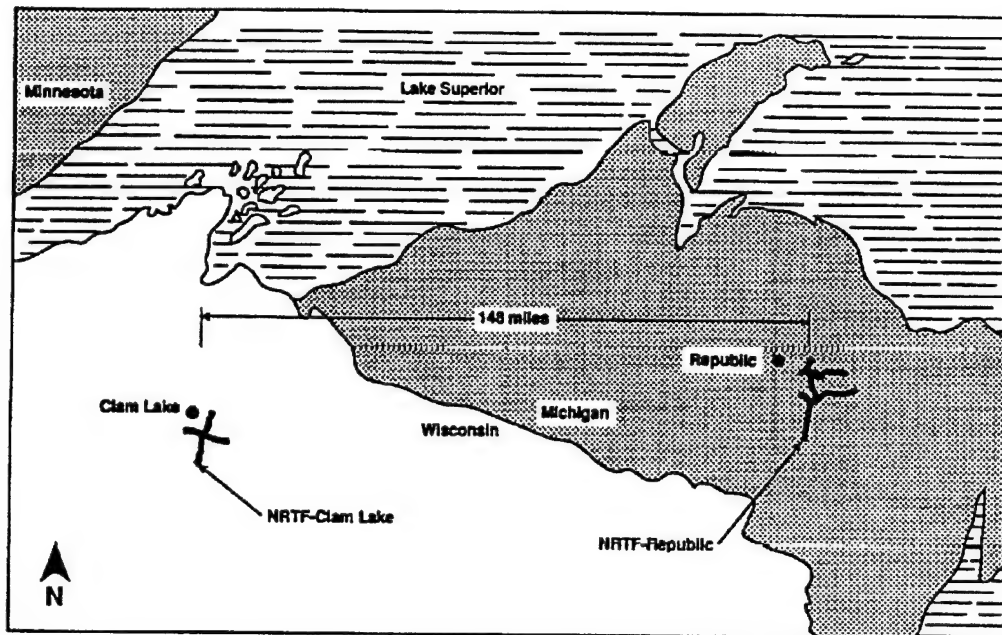 Minnesota
Lake Superior
148 miles
Republic
Clam Lake
Michigan
Wisconsin
NRTF-Clam Lake
NRTF-Republic
N